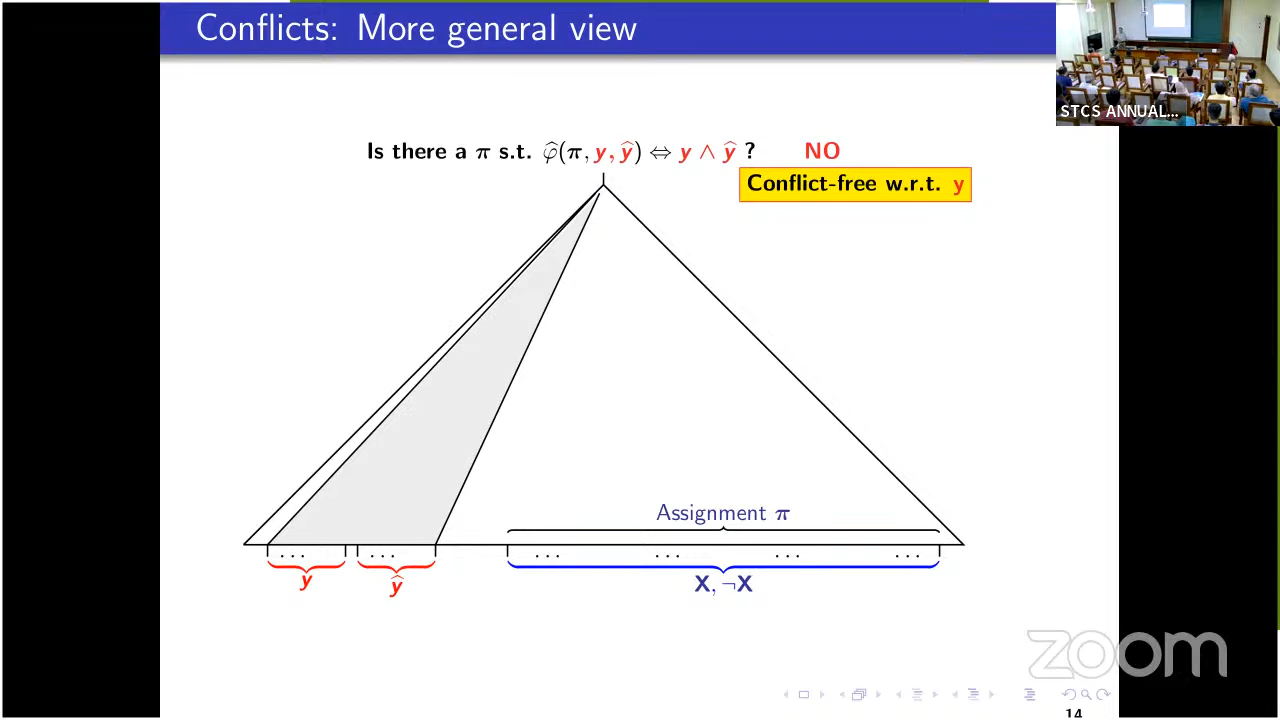 Conflicts: More general view
STCS ANNUAL...
Is there a π s.t. φ̂(π, y, ŷ) ⇔ y ∧ ŷ ? NO
Conflict-free w.r.t. y
Assignment π
... ... ... ... ... ...
y ŷ X, ¬X
zoom
14